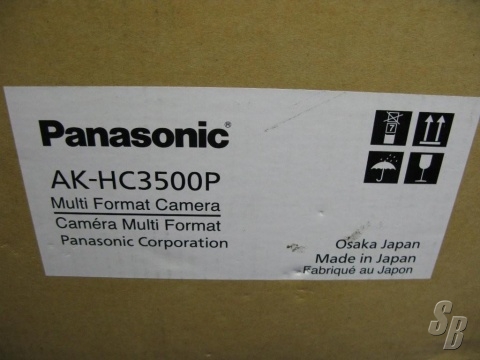 Panasonic®
AK-HC3500P
Multi Format Camera
Caméra Multi Format
Panasonic Corporation
7
Osaka Japan
Made in Japan
Fabriqué au Japon
SB